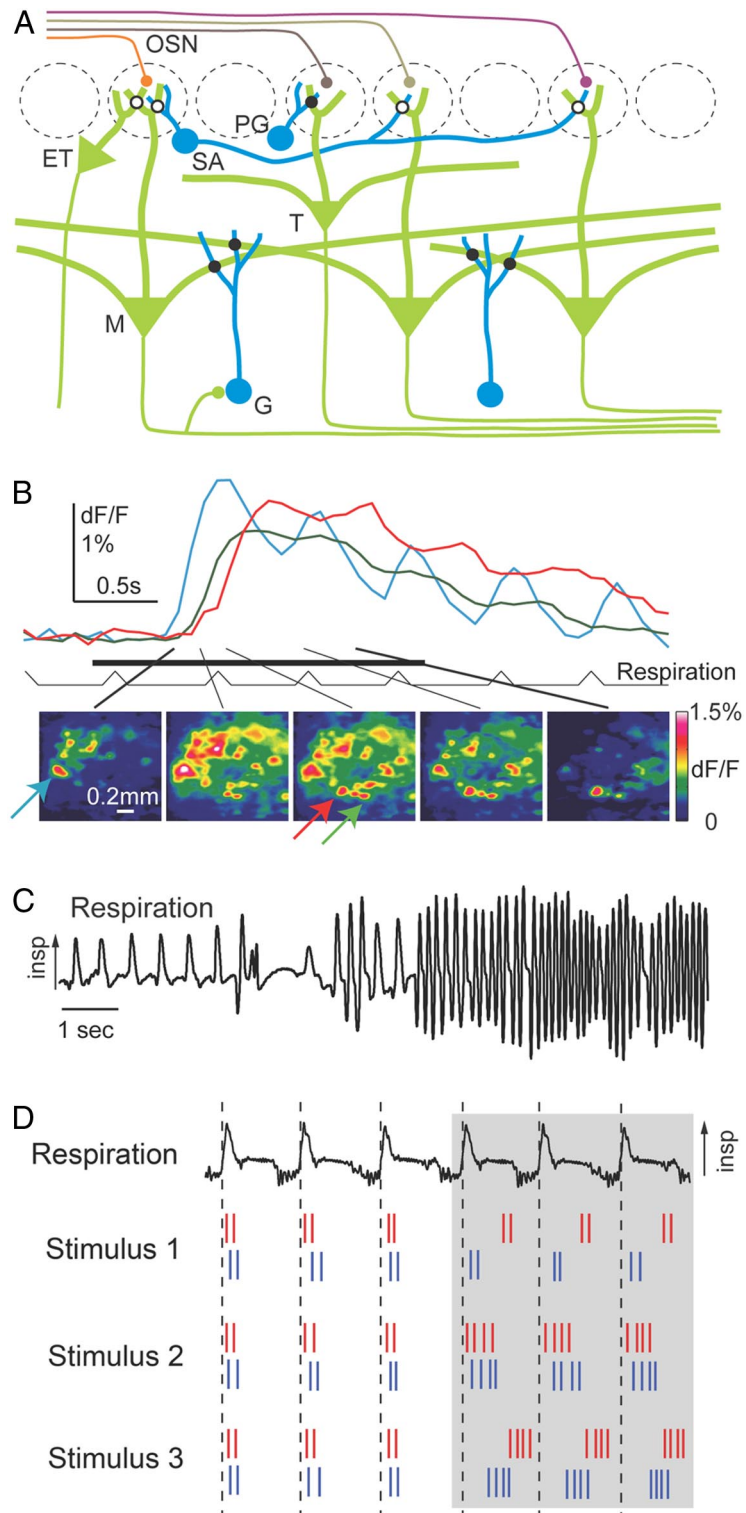 A
OSN
PG
ET
SA
T
M
G
B
dF/F
1%
0.5s
Respiration
1.5%
dF/F
0.2mm
0
C
Respiration
insp
1 sec
D
Respiration
insp
Stimulus 1
Stimulus 2
Stimulus 3